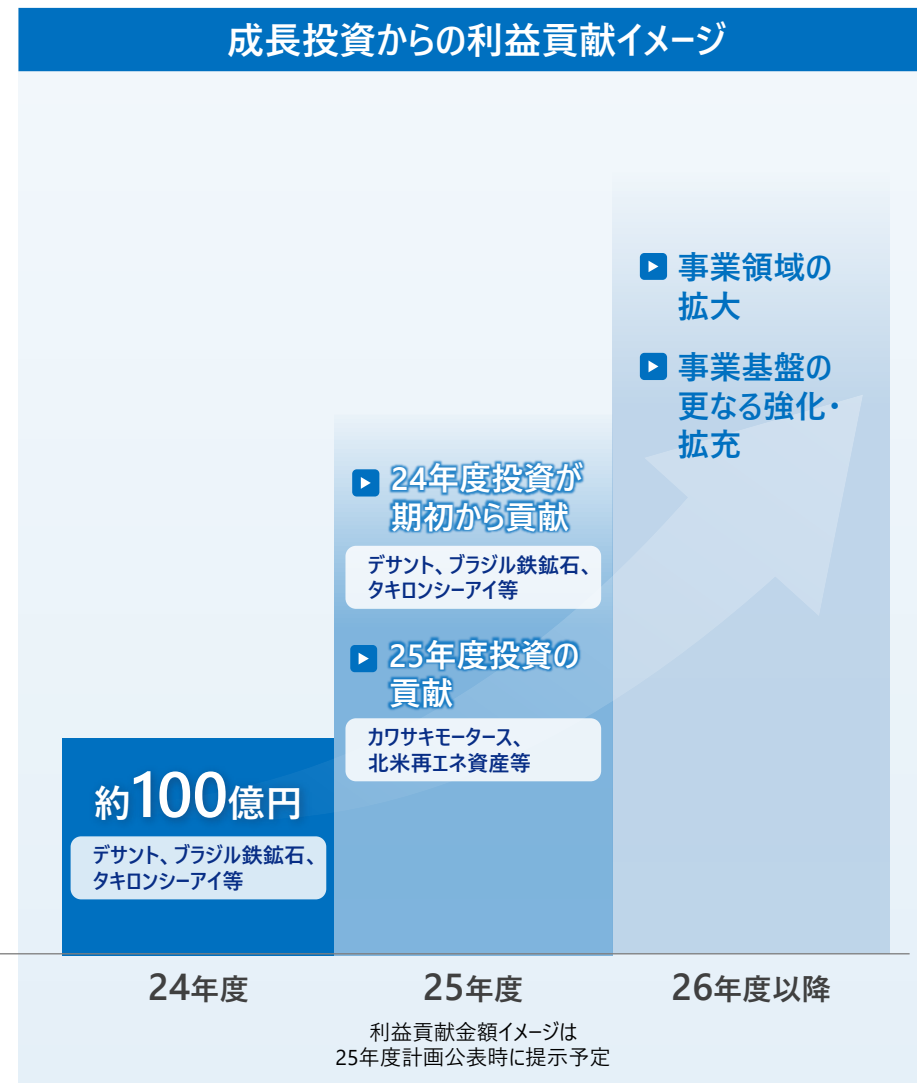 成長投資からの利益貢献イメージ
事業領域の
拡大
事業基盤の
更なる強化・
拡充
24年度投資が
期初から貢献
デサント、ブラジル鉄鉱石、
タキロンシーアイ等
25年度投資の
貢献
カワサキモータース、
北米再エネ資産等
約100億円
デサント、ブラジル鉄鉱石、
タキロンシーアイ等
24年度 25年度 26年度以降
利益貢献金額イメージは
25年度計画公表時に提示予定